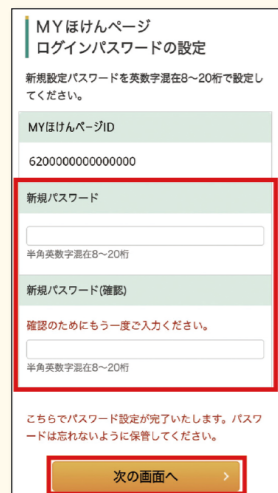 MYほけんページ
ログインパスワードの設定
新規設定パスワードを英数字混在8～20桁で設定し
てください。
MYほけんページID
6200000000000000
新規パスワード
半角英数字混在8～20桁
新規パスワード(確認)
確認のためにもう一度ご入力ください。
半角英数字混在8～20桁
こちらでパスワード設定が完了いたします。パスワ
ードは忘れないように保管してください。
次の画面へ